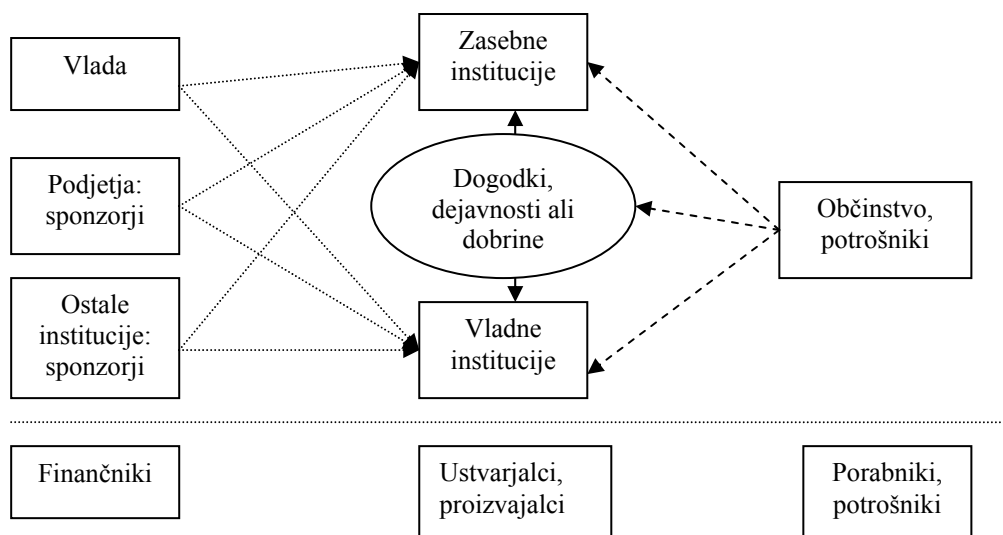 Vlada
Podjetja:
sponzorji
Ostale
institucije:
sponzorji
Zasebne
institucije
Dogodki,
dejavnosti ali
dobrine
Vladne
institucije
Občinstvo,
potrošniki
Finančniki
Ustvarjalci,
proizvajalci
Porabniki,
potrošniki